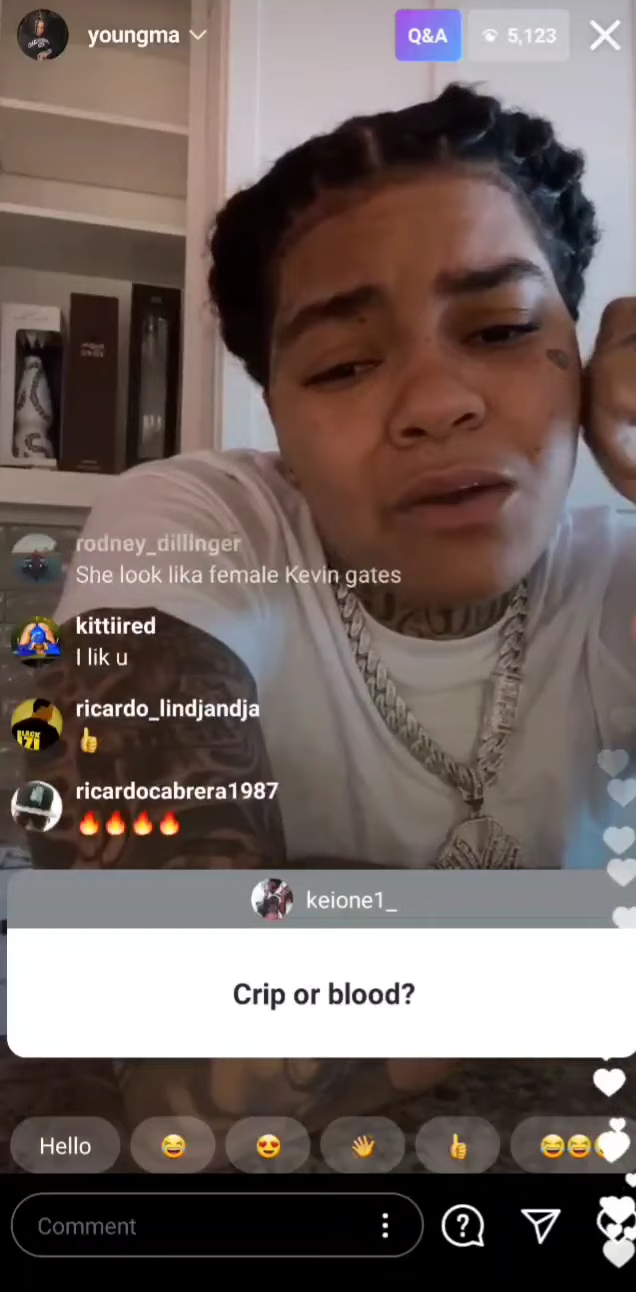 youngma
Q&A
5,123
rodney_dillinger
She look lika female Kevin gates
kittiired
I lik u
ricardo_lindjandja
👍
ricardocabrera1987
🔥🔥🔥🔥
keione1_
Crip or blood?
Hello 😂 😍 👋 👍 😂😂
Comment